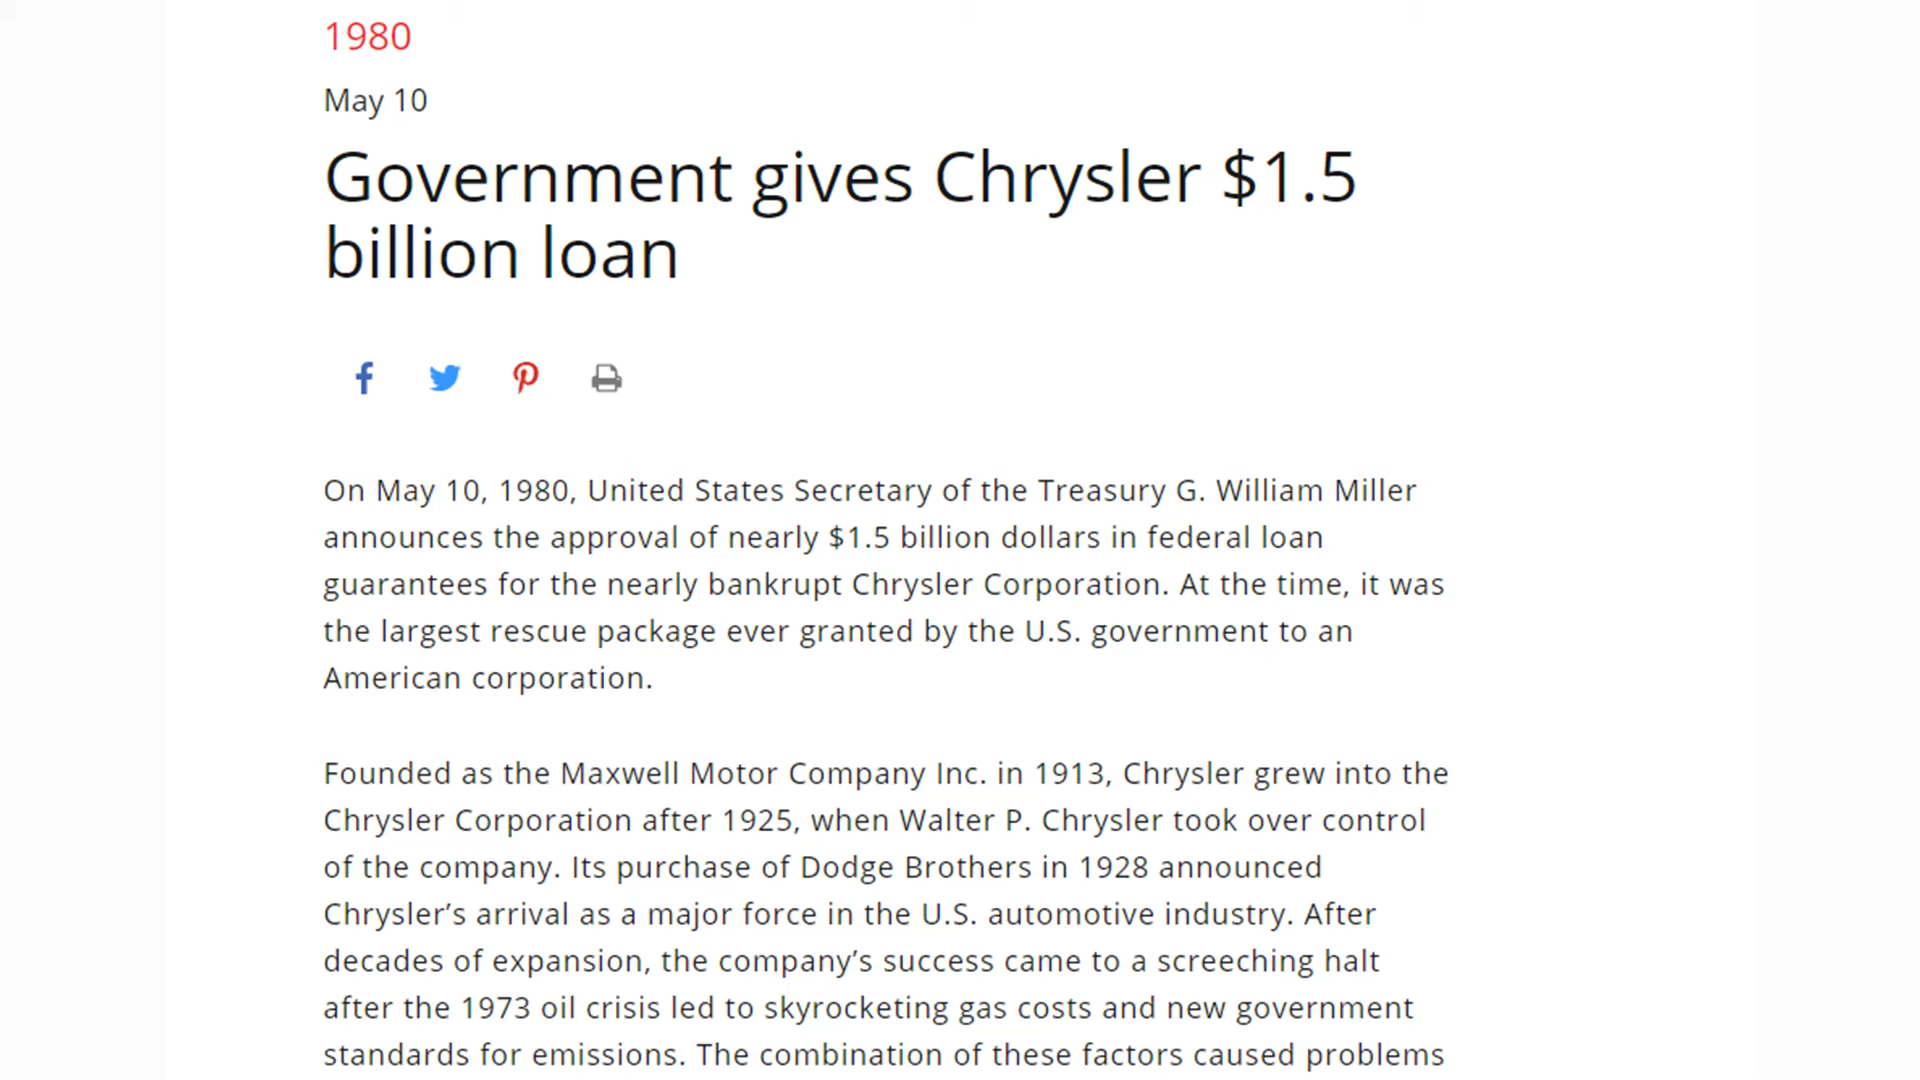 1980
May 10
Government gives Chrysler $1.5
billion loan
On May 10, 1980, United States Secretary of the Treasury G. William Miller
announces the approval of nearly $1.5 billion dollars in federal loan
guarantees for the nearly bankrupt Chrysler Corporation. At the time, it was
the largest rescue package ever granted by the U.S. government to an
American corporation.
Founded as the Maxwell Motor Company Inc. in 1913, Chrysler grew into the
Chrysler Corporation after 1925, when Walter P. Chrysler took over control
of the company. Its purchase of Dodge Brothers in 1928 announced
Chrysler’s arrival as a major force in the U.S. automotive industry. After
decades of expansion, the company’s success came to a screeching halt
after the 1973 oil crisis led to skyrocketing gas costs and new government
standards for emissions. The combination of these factors caused problems